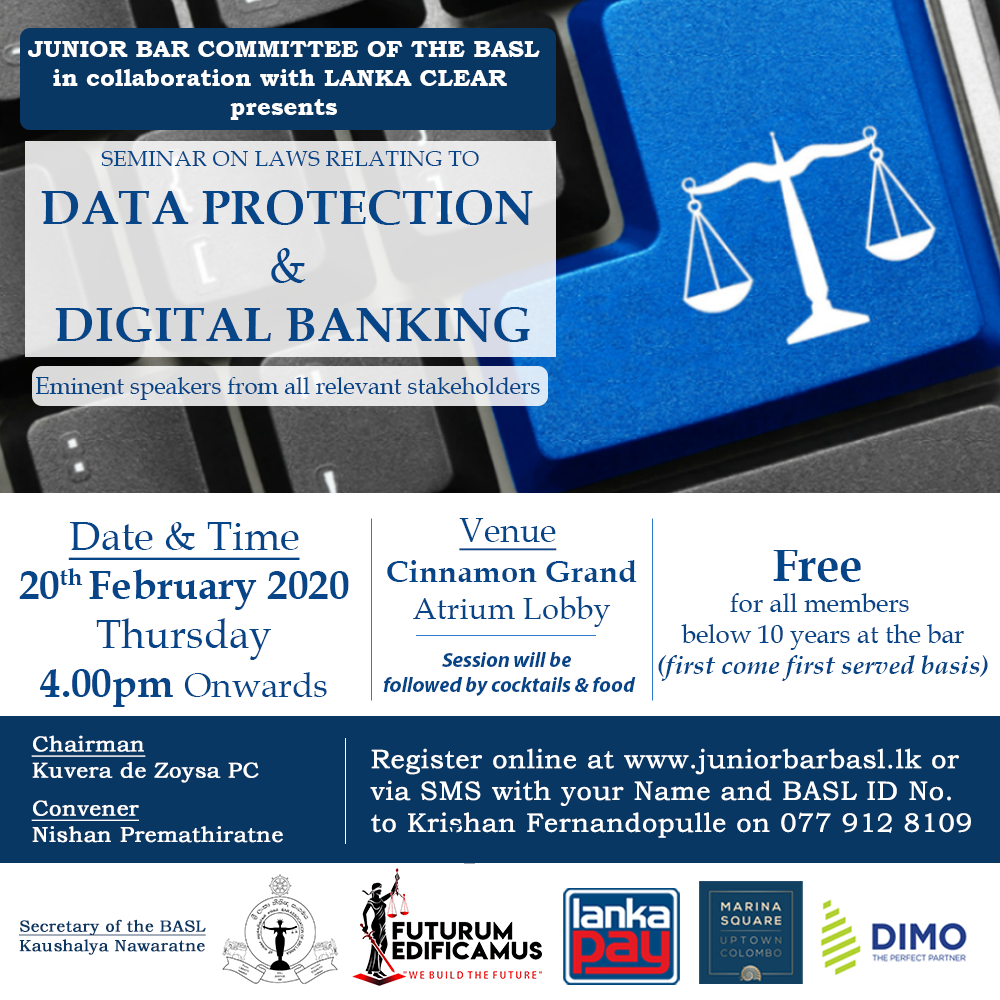 JUNIOR BAR COMMITTEE OF THE BASL
in collaboration with LANKA CLEAR
presents
SEMINAR ON LAWS RELATING TO
DATA PROTECTION
&
DIGITAL BANKING
Eminent speakers from all relevant stakeholders
Date & Time
20th February 2020
Thursday
4.00pm Onwards
Venue
Cinnamon Grand
Atrium Lobby
Session will be
followed by cocktails & food
Free
for all members
below 10 years at the bar
(first come first served basis)
Chairman
Kuvera de Zoysa PC
Convener
Nishan Premathiratne
Register online at www.juniorbarbasl.lk or
via SMS with your Name and BASL ID No.
to Krishan Fernandopulle on 077 912 8109
Secretary of the BASL
Kaushalya Nawaratne
FUTURUM
EDIFICAMUS
"WE BUILD THE FUTURE"
lanka
pay
MARINA
SQUARE
UPTOWN
COLOMBO
DIMO
THE PERFECT PARTNER